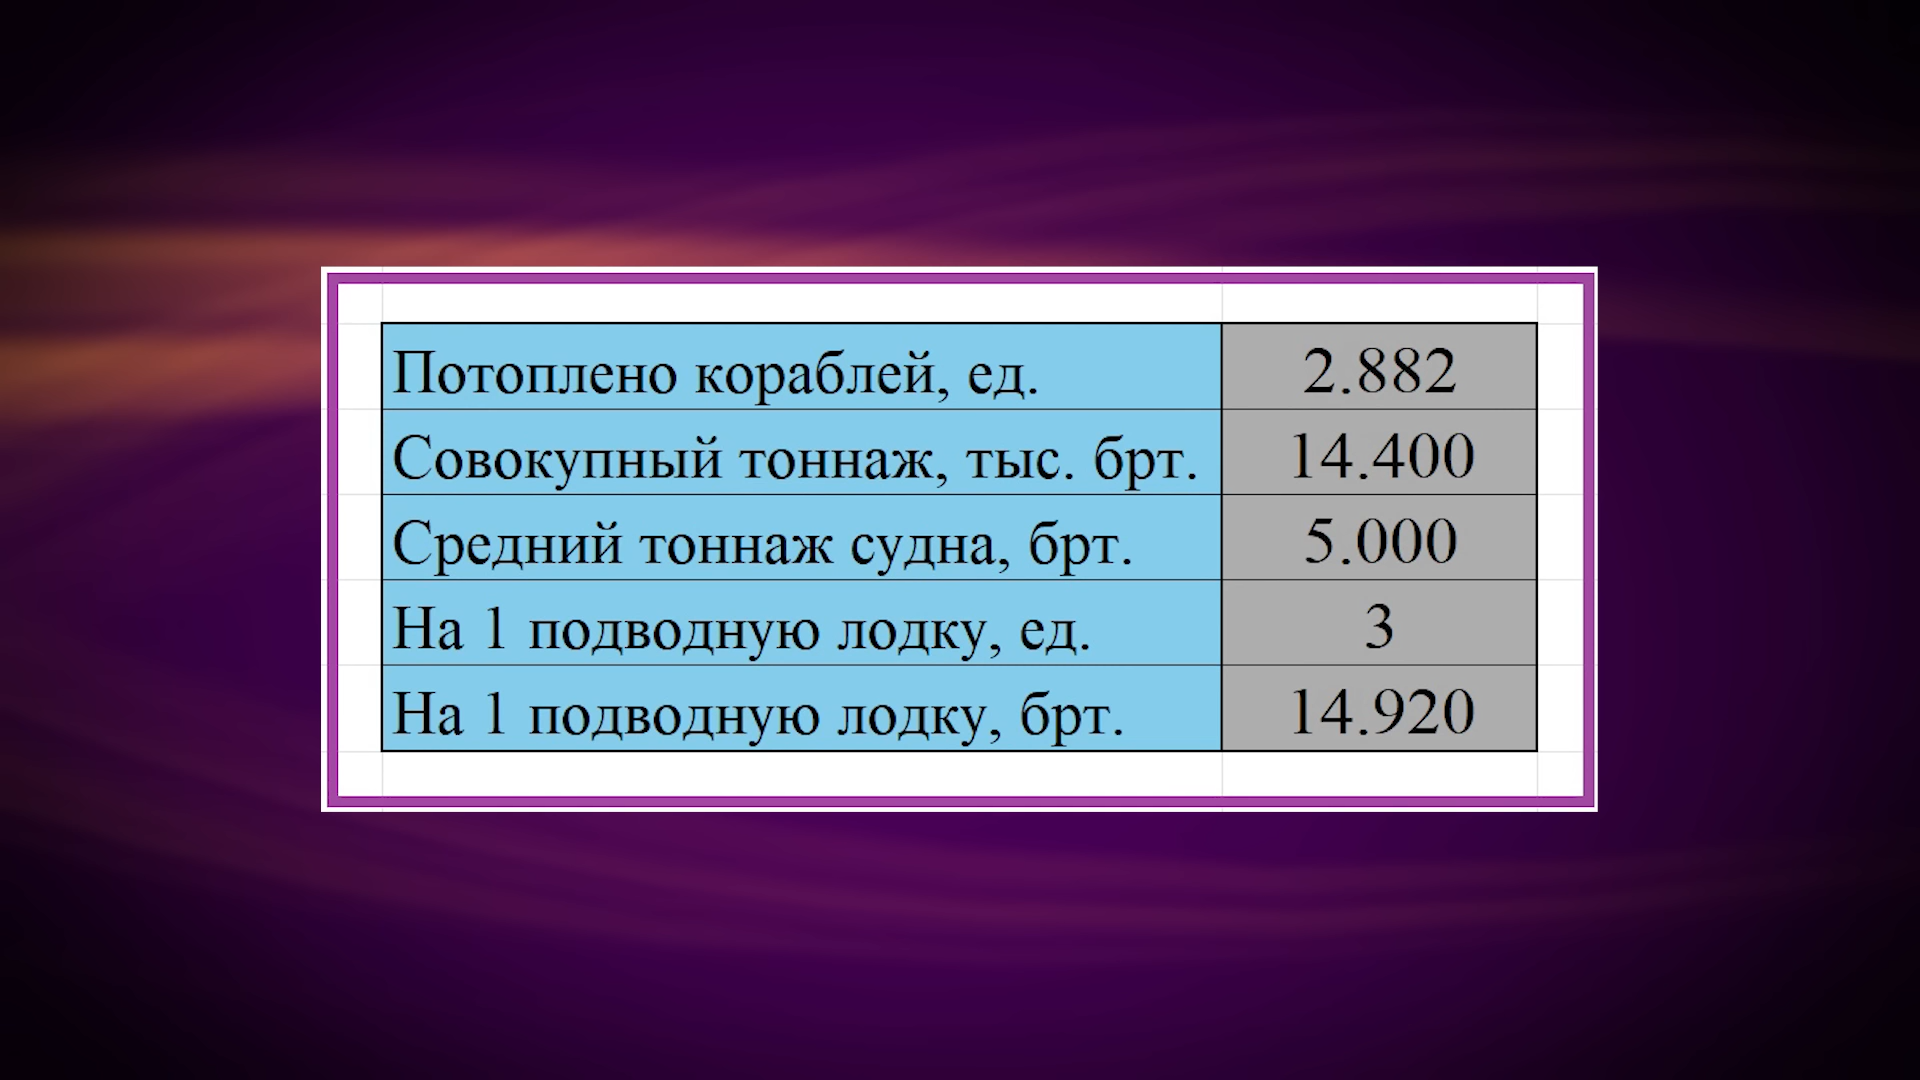 Потоплено кораблей, ед. 2.882
Совокупный тоннаж, тыс. брт. 14.400
Средний тоннаж судна, брт. 5.000
На 1 подводную лодку, ед. 3
На 1 подводную лодку, брт. 14.920